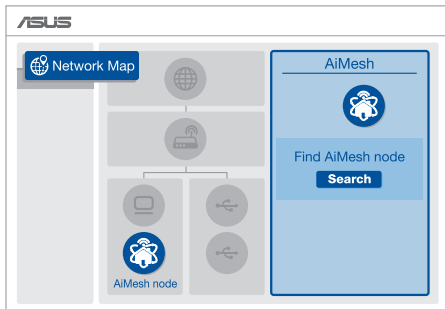 ASUS
Network Map
AiMesh
Find AiMesh node
Search
AiMesh node